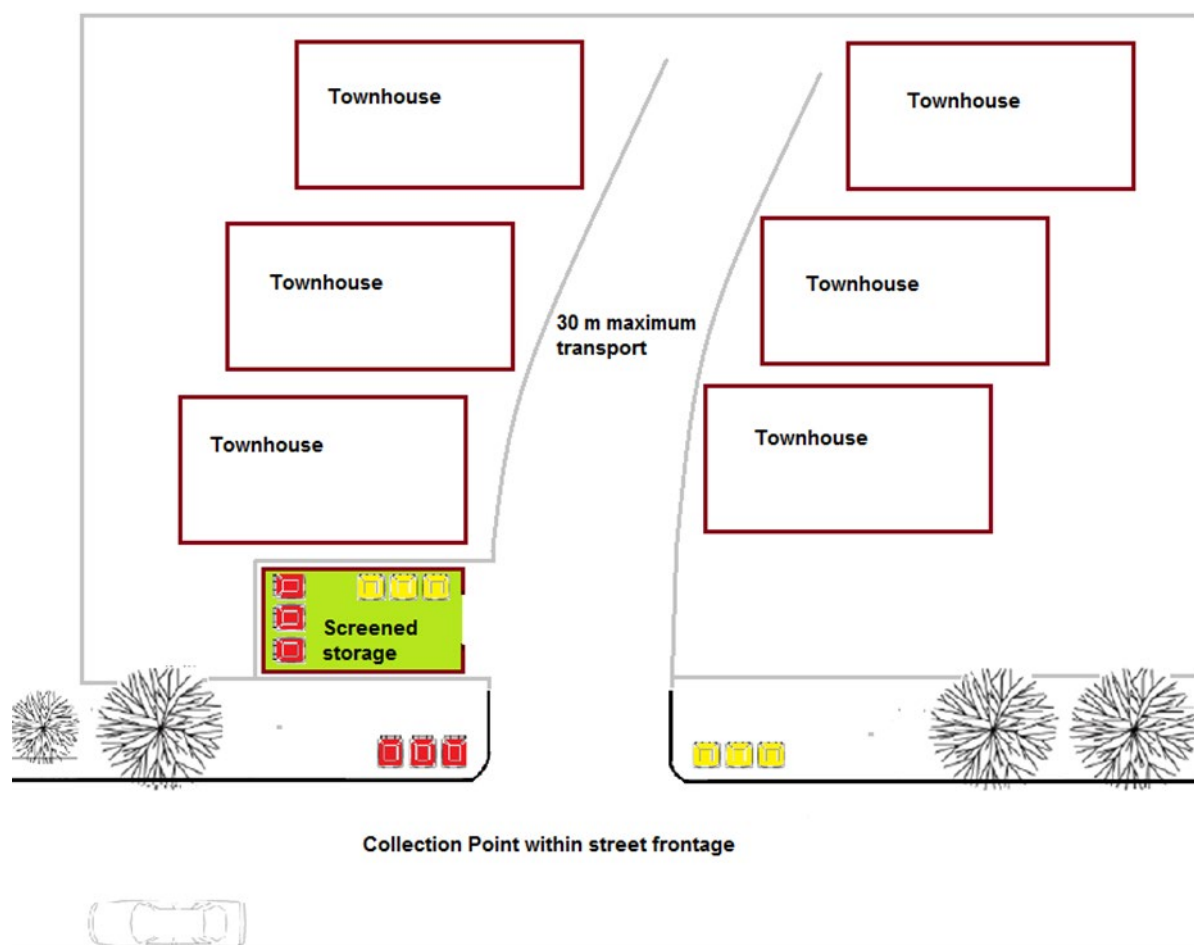 Townhouse
Townhouse
Townhouse
Townhouse
30 m maximum
transport
Townhouse
Townhouse
Screened
storage
Collection Point within street frontage